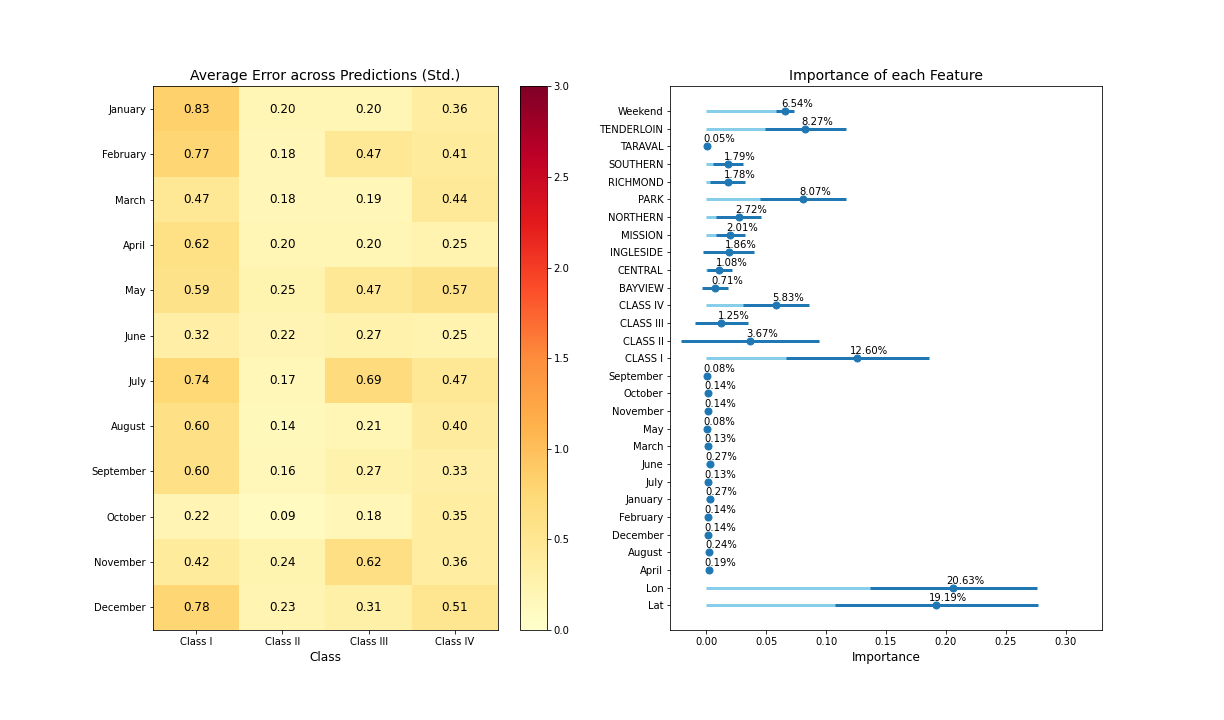 Average Error across Predictions (Std.)
January 0.83 0.20 0.20 0.36
February 0.77 0.18 0.47 0.41
March 0.47 0.18 0.19 0.44
April 0.62 0.20 0.20 0.25
May 0.59 0.25 0.47 0.57
June 0.32 0.22 0.27 0.25
July 0.74 0.17 0.69 0.47
August 0.60 0.14 0.21 0.40
September 0.60 0.16 0.27 0.33
October 0.22 0.09 0.18 0.35
November 0.42 0.24 0.62 0.36
December 0.78 0.23 0.31 0.51
Class I Class II Class III Class IV
Class
3.0
2.5
2.0
1.5
1.0
0.5
0.0
Importance of each Feature
Weekend 6.54%
TENDERLOIN 8.27%
TARAVAL 0.05%
SOUTHERN 1.79%
RICHMOND 1.78%
PARK 8.07%
NORTHERN 2.72%
MISSION 2.01%
INGLESIDE 1.86%
CENTRAL 1.08%
BAYVIEW 0.71%
CLASS IV 5.83%
CLASS III 1.25%
CLASS II 3.67%
CLASS I 12.60%
September 0.08%
October 0.14%
November 0.14%
May 0.08%
March 0.13%
June 0.27%
July 0.13%
January 0.27%
February 0.14%
December 0.14%
August 0.24%
April 0.19%
Lon 20.63%
Lat 19.19%
0.00 0.05 0.10 0.15 0.20 0.25 0.30
Importance